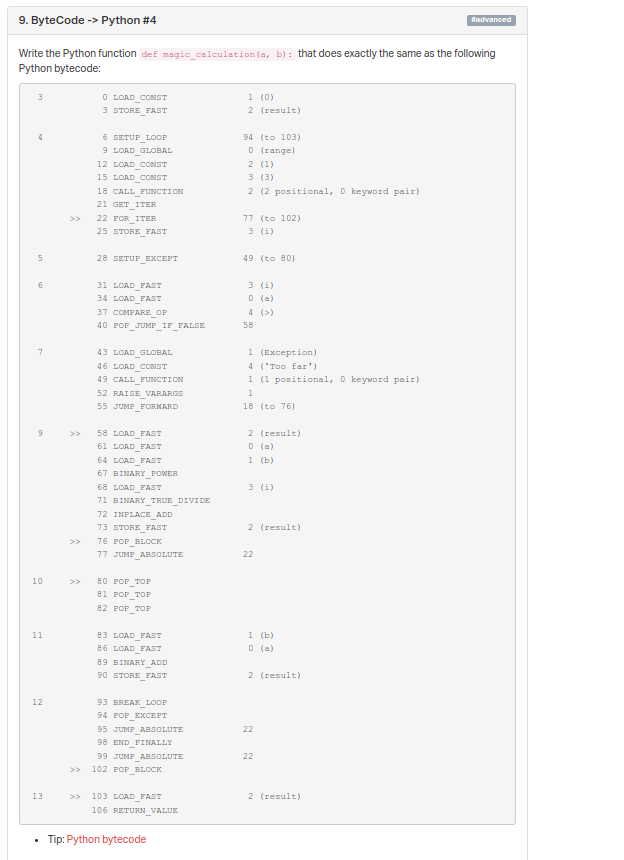 9. ByteCode -> Python #4
#advanced
Write the Python function def magic_calculation(a, b): that does exactly the same as the following
Python bytecode:
3 0 LOAD_CONST 1 (0)
3 STORE_FAST 2 (result)
4 6 SETUP_LOOP 94 (to 103)
9 LOAD_GLOBAL 0 (range)
12 LOAD_CONST 2 (1)
15 LOAD_CONST 3 (3)
18 CALL_FUNCTION 2 (2 positional, 0 keyword pair)
21 GET_ITER
>> 22 FOR_ITER 77 (to 102)
25 STORE_FAST 3 (i)
5 28 SETUP_EXCEPT 49 (to 80)
6 31 LOAD_FAST 3 (i)
34 LOAD_FAST 0 (a)
37 COMPARE_OP 4 (>)
40 POP_JUMP_IF_FALSE 58
7 43 LOAD_GLOBAL 1 (Exception)
46 LOAD_CONST 4 ('Too far')
49 CALL_FUNCTION 1 (1 positional, 0 keyword pair)
52 RAISE_VARARGS 1
55 JUMP_FORWARD 18 (to 76)
9 >> 58 LOAD_FAST 2 (result)
61 LOAD_FAST 0 (a)
64 LOAD_FAST 1 (b)
67 BINARY_POWER
68 LOAD_FAST 3 (i)
71 BINARY_TRUE_DIVIDE
72 INPLACE_ADD
73 STORE_FAST 2 (result)
>> 76 POP_BLOCK
77 JUMP_ABSOLUTE 22
10 >> 80 POP_TOP
81 POP_TOP
82 POP_TOP
11 83 LOAD_FAST 1 (b)
86 LOAD_FAST 0 (a)
89 BINARY_ADD
90 STORE_FAST 2 (result)
12 93 BREAK_LOOP
94 POP_EXCEPT
95 JUMP_ABSOLUTE 22
98 END_FINALLY
99 JUMP_ABSOLUTE 22
>> 102 POP_BLOCK
13 >> 103 LOAD_FAST 2 (result)
106 RETURN_VALUE
• Tip: Python bytecode